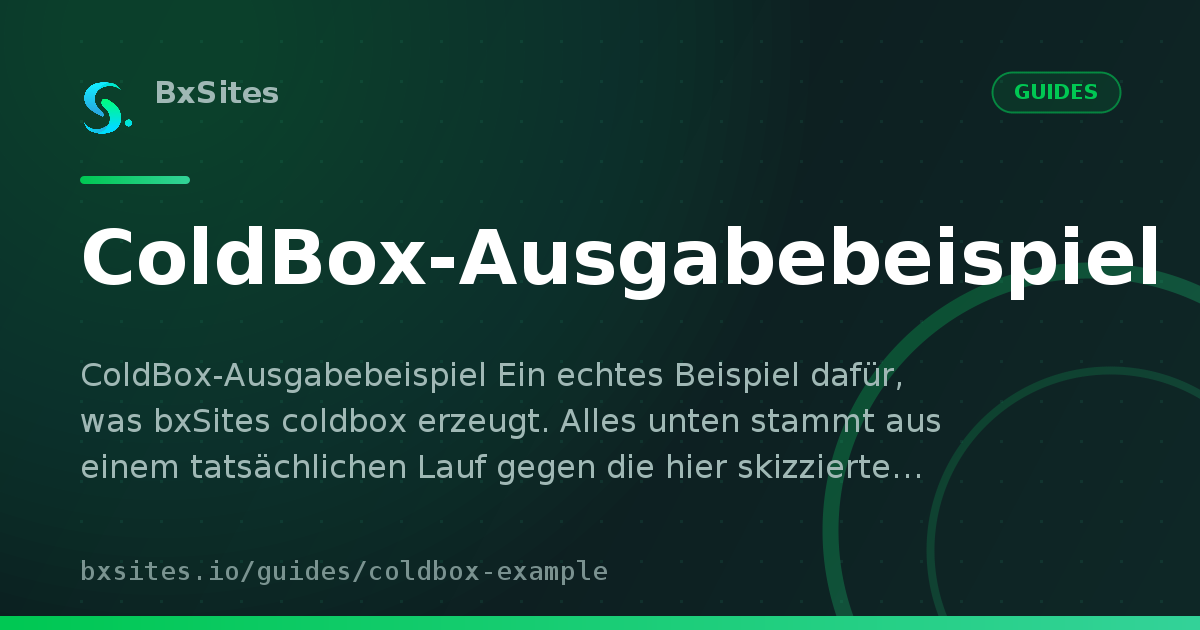 BxSites
GUIDES
ColdBox-Ausgabebeispiel
ColdBox-Ausgabebeispiel Ein echtes Beispiel dafür,
was bxSites coldbox erzeugt. Alles unten stammt aus
einem tatsächlichen Lauf gegen die hier skizzierte…
bxsites.io/guides/coldbox-example